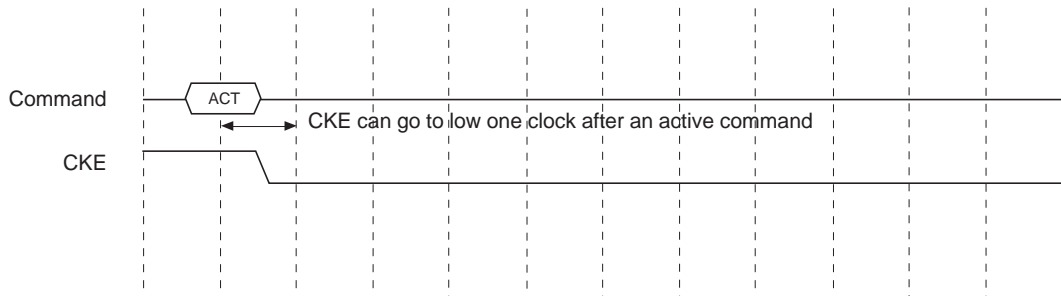 Command
ACT
CKE can go to low one clock after an active command
CKE